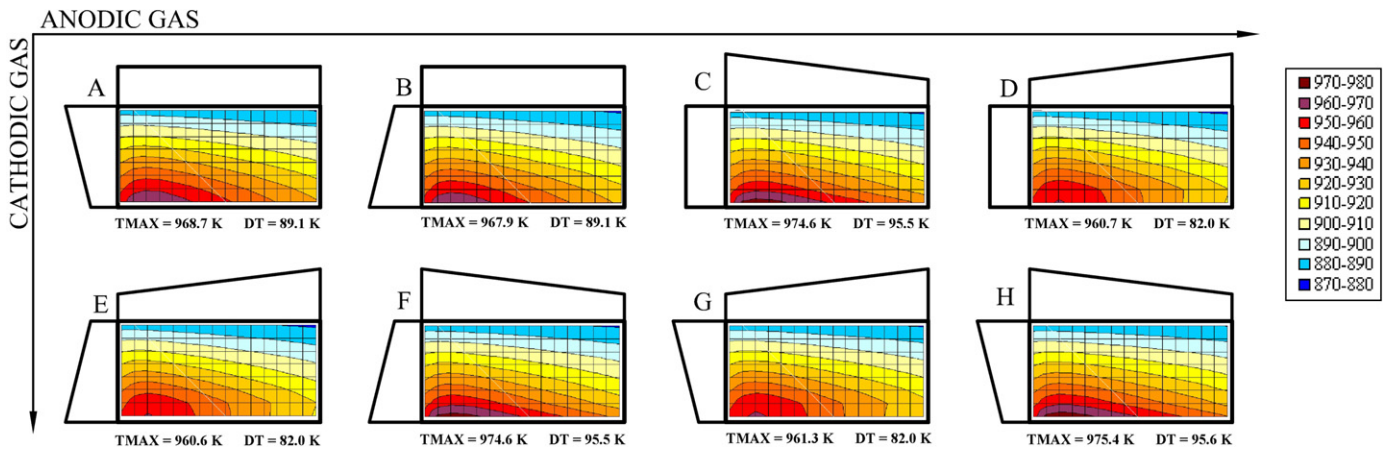 ANODIC GAS
CATHODIC GAS
A
B
C
D
TMAX = 968.7 K DT = 89.1 K
TMAX = 967.9 K DT = 89.1 K
TMAX = 974.6 K DT = 95.5 K
TMAX = 960.7 K DT = 82.0 K
E
F
G
H
TMAX = 960.6 K DT = 82.0 K
TMAX = 974.6 K DT = 95.5 K
TMAX = 961.3 K DT = 82.0 K
TMAX = 975.4 K DT = 95.6 K
970-980
960-970
950-960
940-950
930-940
920-930
910-920
900-910
890-900
880-890
870-880